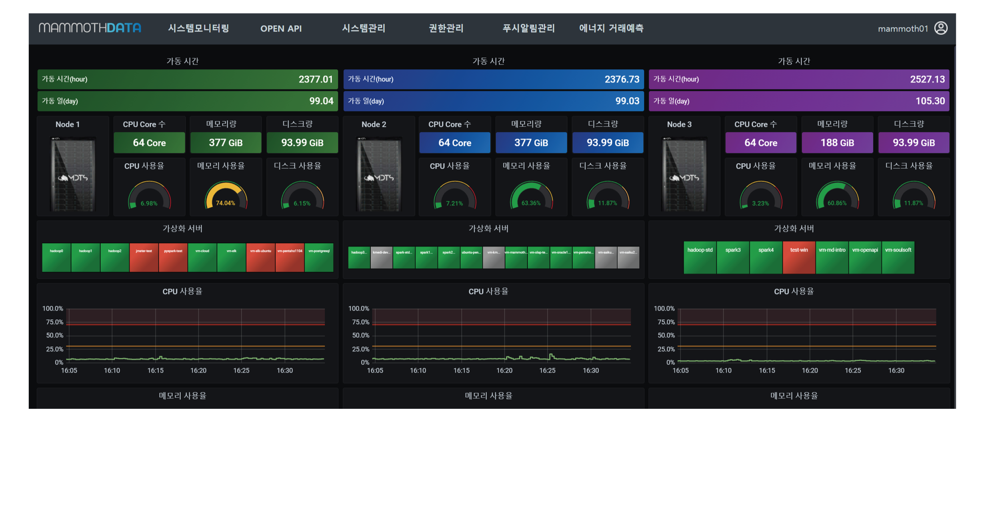 MAMMOTHDATA 시스템모니터링 OPEN API 시스템관리 권한관리 푸시알림관리 에너지 거래예측 mammoth01
가동 시간 가동 시간 가동 시간
가동 시간(hour) 2377.01 가동 시간(hour) 2376.73 가동 시간(hour) 2527.13
가동 일(day) 99.04 가동 일(day) 99.03 가동 일(day) 105.30
Node 1 CPU Core 수 메모리량 디스크량 Node 2 CPU Core 수 메모리량 디스크량 Node 3 CPU Core 수 메모리량 디스크량
64 Core 377 GiB 93.99 GiB 64 Core 377 GiB 93.99 GiB 64 Core 188 GiB 93.99 GiB
CPU 사용율 메모리 사용율 디스크 사용율 CPU 사용율 메모리 사용율 디스크 사용율 CPU 사용율 메모리 사용율 디스크 사용율
MDTS MDTS MDTS
6.98% 74.04% 6.15% 7.21% 63.36% 11.87% 3.23% 60.86% 11.87%
가상화 서버 가상화 서버 가상화 서버
hadoop0 hadoop1 hadoop2 jmeter-test pyspark-test vm-cloud vm-elk vm-elk-ubuntu vm-pentaho1104 vm-postgresql hadoop3... kmedi-dev... spark-std... spark1... spark2... ubuntu-pen... vm-km... vm-mammoth... vm-olap-te... vm-oracle1... vm-pentaho... vm-saiku... vm-saiku2... hadoop-std spark3 spark4 test-win vm-md-intro vm-openapi vm-soulsoft
CPU 사용율 CPU 사용율 CPU 사용율
100.0% 100.0% 100.0%
75.0% 75.0% 75.0%
50.0% 50.0% 50.0%
25.0% 25.0% 25.0%
0% 0% 0%
16:05 16:10 16:15 16:20 16:25 16:30 16:05 16:10 16:15 16:20 16:25 16:30 16:05 16:10 16:15 16:20 16:25 16:30
메모리 사용율 메모리 사용율 메모리 사용율